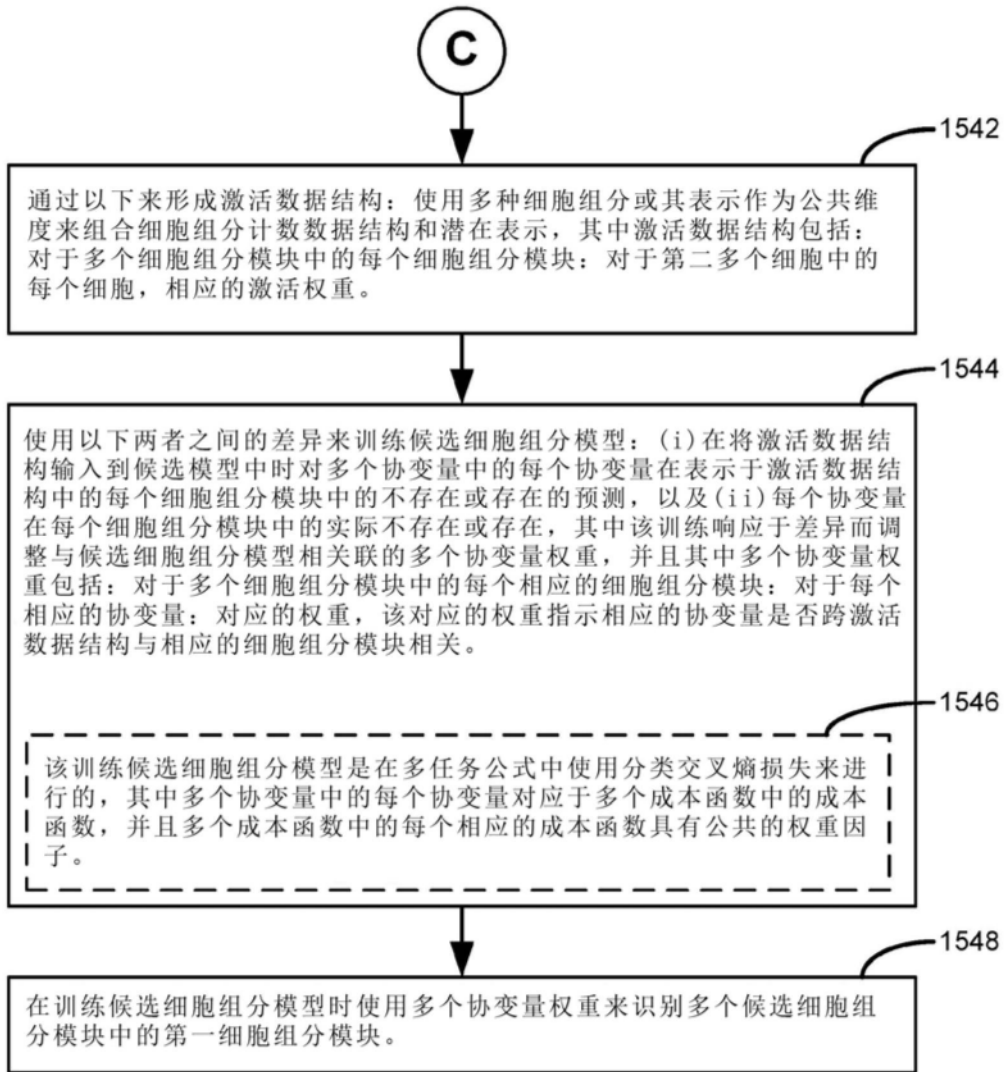 C
1542
通过以下来形成激活数据结构：使用多种细胞组分或其表示作为公共维
度来组合细胞组分计数数据结构和潜在表示，其中激活数据结构包括：
对于多个细胞组分模块中的每个细胞组分模块：对于第二多个细胞中的
每个细胞，相应的激活权重。
1544
使用以下两者之间的差异来训练候选细胞组分模型：(i)在将激活数据结
构输入到候选模型中时对多个协变量中的每个协变量在表示于激活数据结
构中的每个细胞组分模块中的不存在或存在的预测，以及(ii)每个协变量
在每个细胞组分模块中的实际不存在或存在，其中该训练响应于差异而调
整与候选细胞组分模型相关联的多个协变量权重，并且其中多个协变量权
重包括：对于多个细胞组分模块中的每个相应的细胞组分模块：对于每个
相应的协变量：对应的权重，该对应的权重指示相应的协变量是否跨激活
数据结构与相应的细胞组分模块相关。
1546
该训练候选细胞组分模型是在多任务公式中使用分类交叉熵损失来进
行的，其中多个协变量中的每个协变量对应于多个成本函数中的成本
函数，并且多个成本函数中的每个相应的成本函数具有公共的权重因
子。
1548
在训练候选细胞组分模型时使用多个协变量权重来识别多个候选细胞组
分模块中的第一细胞组分模块。